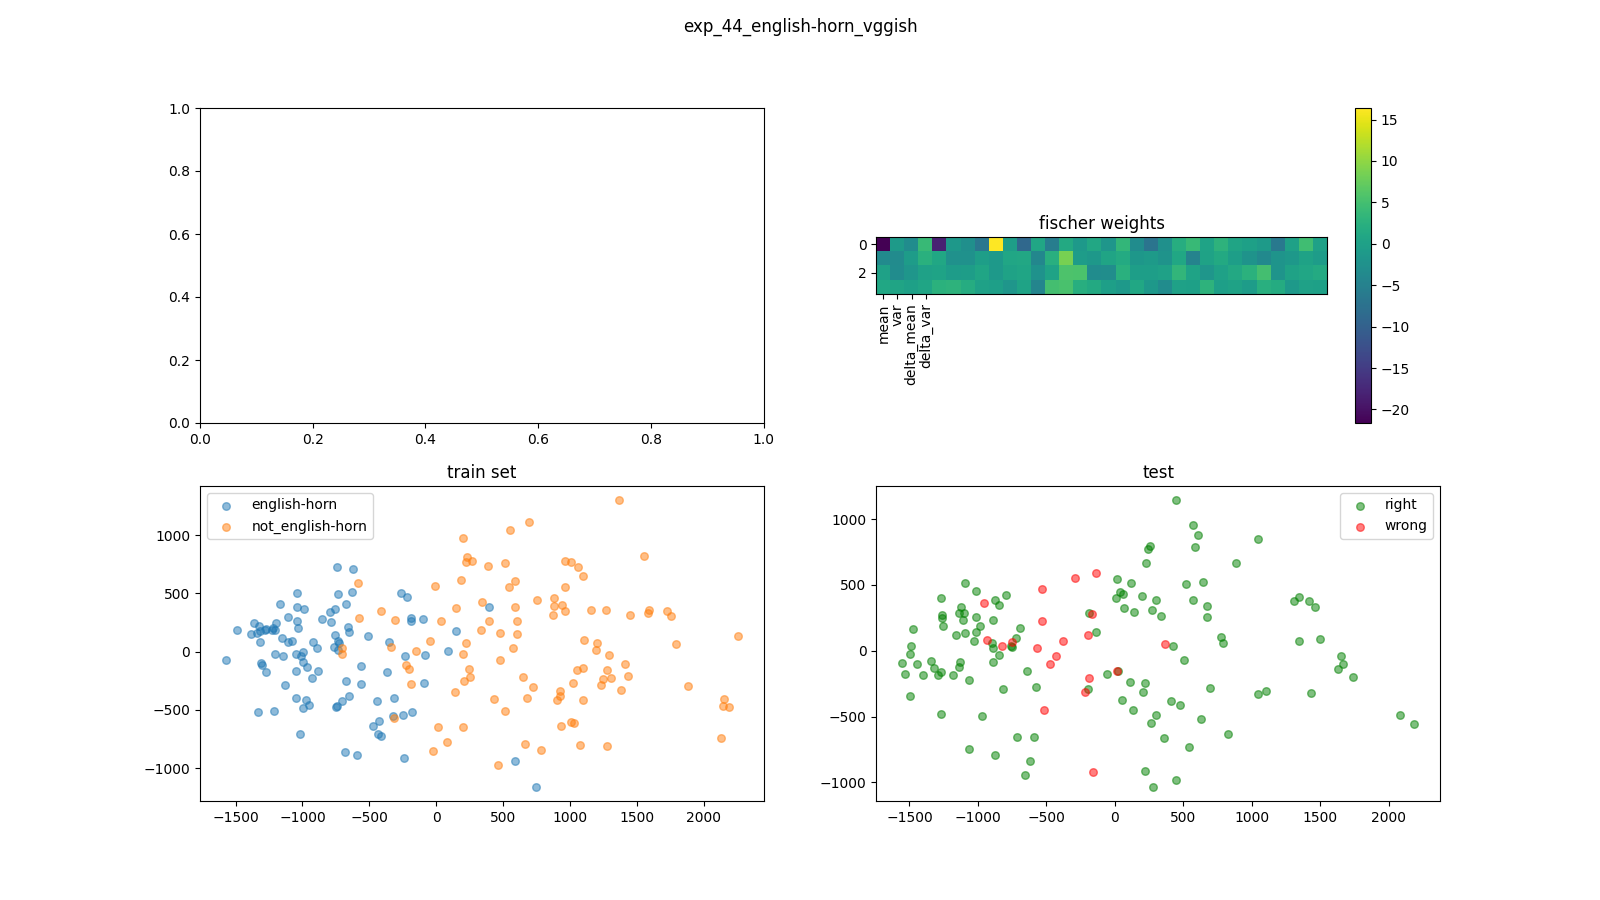 exp_44_english-horn_vggish
1.0
0.8
0.6
0.4
0.2
0.0
0.0 0.2 0.4 0.6 0.8 1.0
fischer weights
0
2
mean
var
delta_mean
delta_var
15
10
5
0
−5
−10
−15
−20
train set
english-horn
not_english-horn
1000
500
0
−500
−1000
−1500 −1000 −500 0 500 1000 1500 2000
test
right
wrong
1000
500
0
−500
−1000
−1500 −1000 −500 0 500 1000 1500 2000